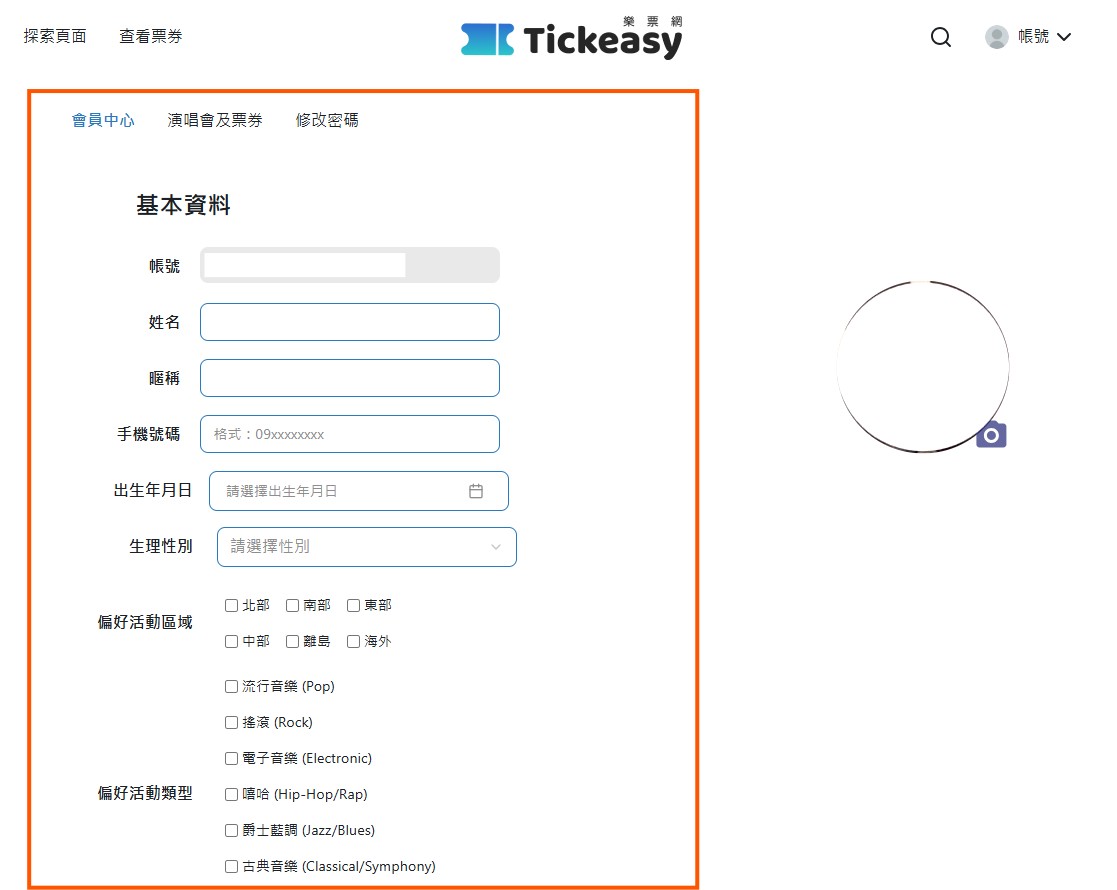 探索頁面 查看票券 樂票網 帳號
Tickeasy
會員中心 演唱會及票券 修改密碼
基本資料
帳號
姓名
暱稱
手機號碼 格式：09xxxxxxxx
出生年月日 請選擇出生年月日
生理性別 請選擇性別
偏好活動區域
北部 南部 東部
中部 離島 海外
流行音樂 (Pop)
搖滾 (Rock)
電子音樂 (Electronic)
偏好活動類型
嘻哈 (Hip-Hop/Rap)
爵士藍調 (Jazz/Blues)
古典音樂 (Classical/Symphony)